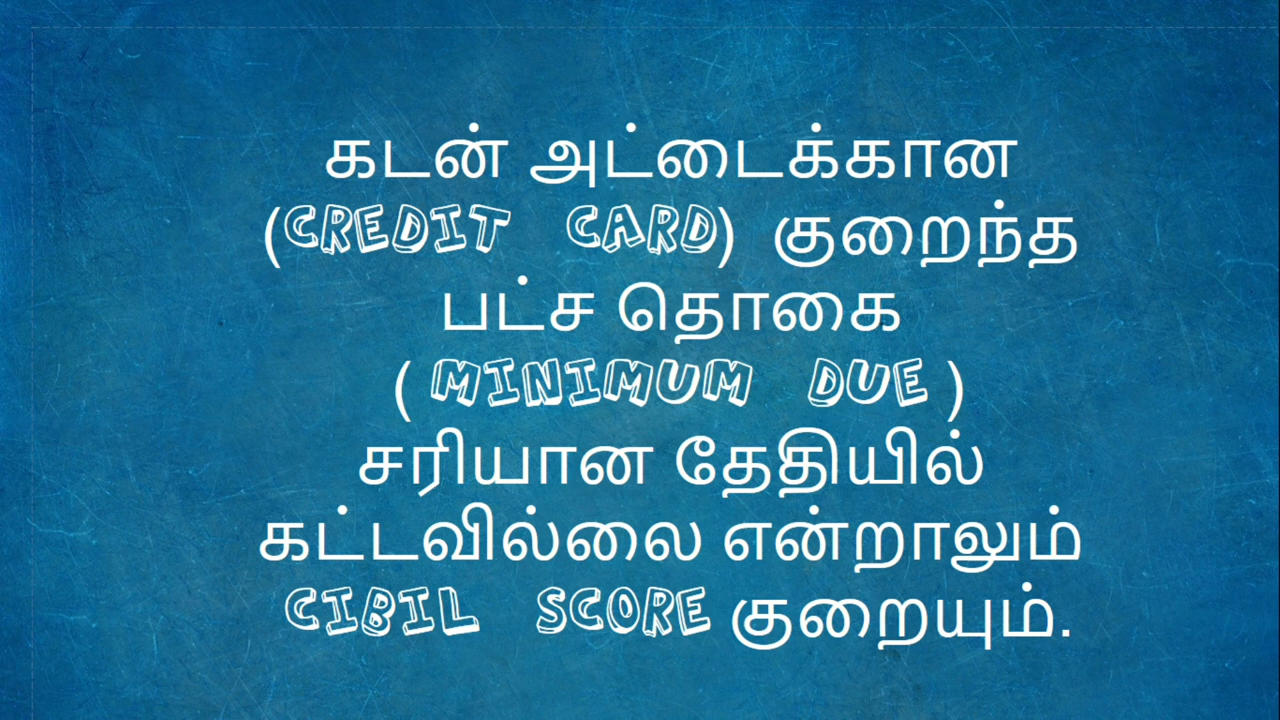 கடன் அட்டைக்கான
(CREDIT CARD) குறைந்த
பட்ச தொகை
( MINIMUM DUE )
சரியான தேதியில்
கட்டவில்லை என்றாலும்
CIBIL SCORE குறையும்.